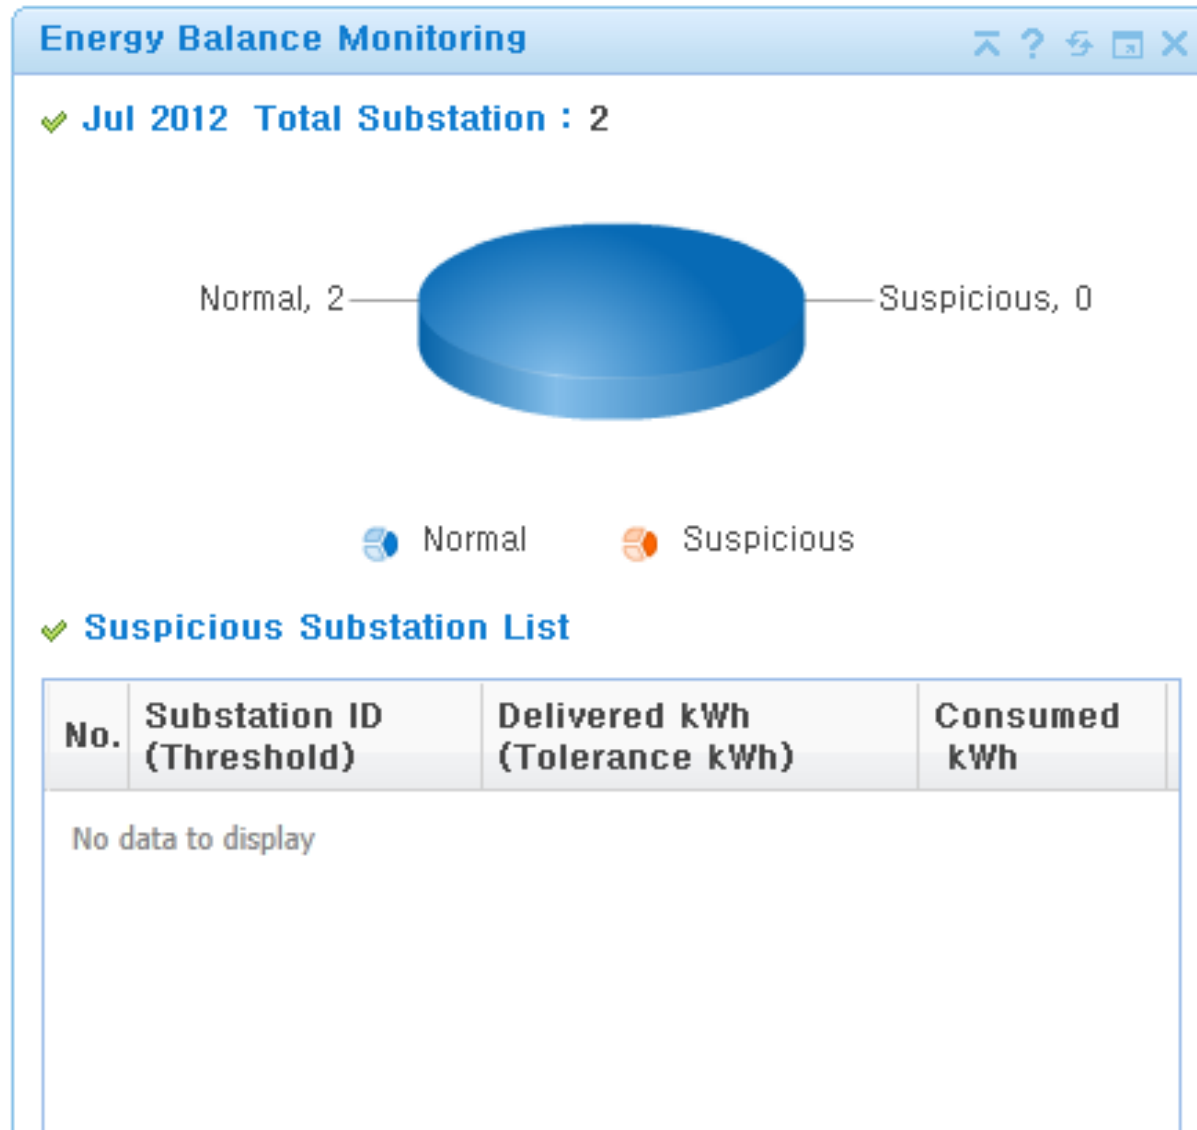 Energy Balance Monitoring
Jul 2012 Total Substation : 2
Normal, 2
Suspicious, 0
Normal
Suspicious
Suspicious Substation List
No.
Substation ID
(Threshold)
Delivered kWh
(Tolerance kWh)
Consumed
kWh
No data to display